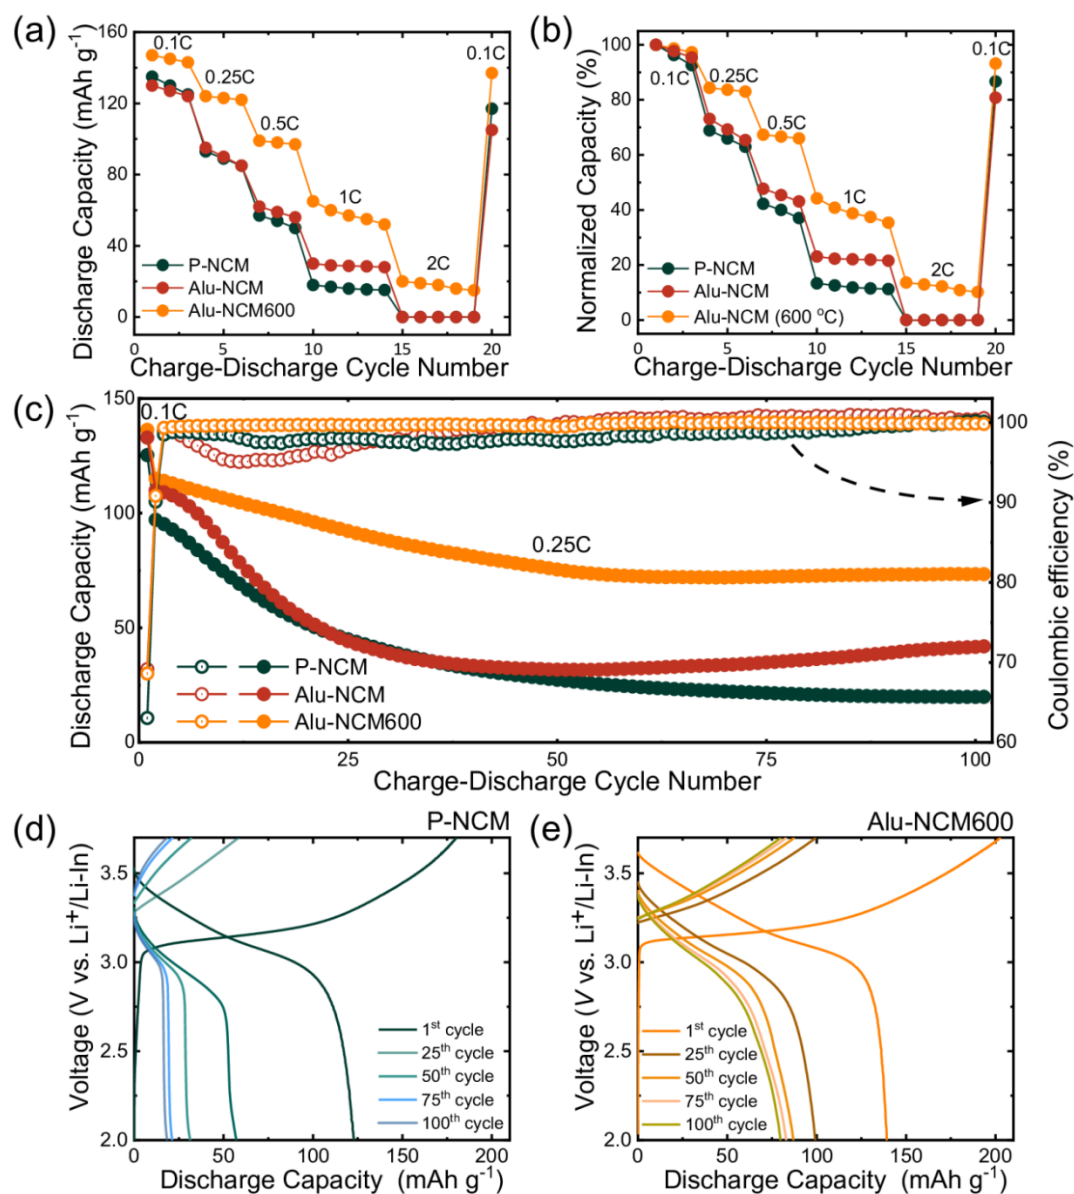 (a)
Discharge Capacity (mAh g⁻¹)
160
120
80
40
0
0.1C
0.25C
0.5C
1C
2C
0.1C
P-NCM
Alu-NCM
Alu-NCM600
0 5 10 15 20
Charge-Discharge Cycle Number
(b)
Normalized Capacity (%)
100
80
60
40
20
0
0.1C
0.25C
0.5C
1C
2C
0.1C
P-NCM
Alu-NCM
Alu-NCM (600 °C)
0 5 10 15 20
Charge-Discharge Cycle Number
(c)
Discharge Capacity (mAh g⁻¹)
150
100
50
0
0.1C
0.25C
P-NCM
Alu-NCM
Alu-NCM600
100
90
80
70
60
Coulombic efficiency (%)
0 25 50 75 100
Charge-Discharge Cycle Number
(d)
P-NCM
Voltage (V vs. Li⁺/Li-In)
3.5
3.0
2.5
2.0
1ˢᵗ cycle
25ᵗʰ cycle
50ᵗʰ cycle
75ᵗʰ cycle
100ᵗʰ cycle
0 50 100 150 200
Discharge Capacity (mAh g⁻¹)
(e)
Alu-NCM600
Voltage (V vs. Li⁺/Li-In)
3.5
3.0
2.5
2.0
1ˢᵗ cycle
25ᵗʰ cycle
50ᵗʰ cycle
75ᵗʰ cycle
100ᵗʰ cycle
0 50 100 150 200
Discharge Capacity (mAh g⁻¹)